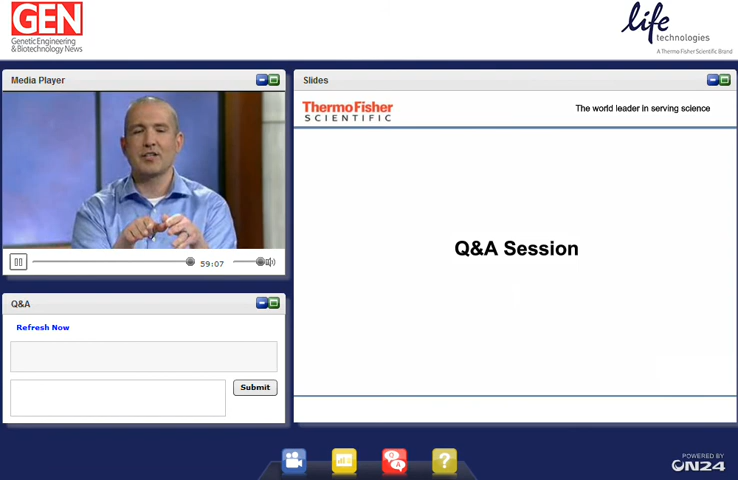 GEN
Genetic Engineering
& Biotechnology News
life
technologies
A Thermo Fisher Scientific Brand
Media Player
59:07
Q&A
Refresh Now
Submit
Slides
ThermoFisher
SCIENTIFIC
The world leader in serving science
Q&A Session
Q
A
?
POWERED BY
ON24